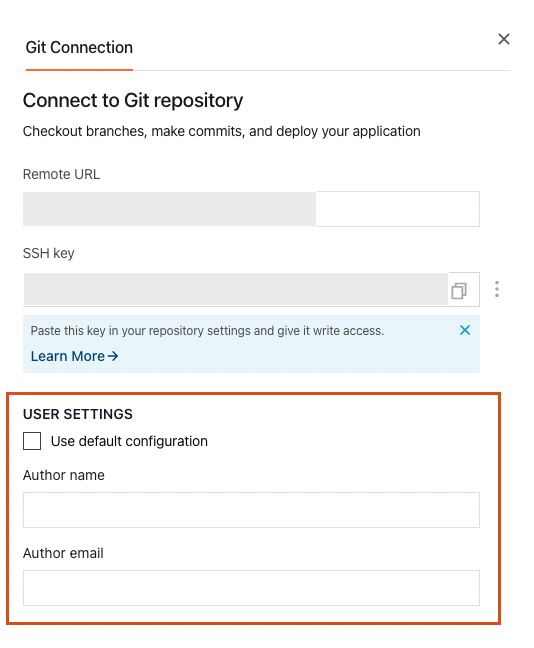 Git Connection
Connect to Git repository
Checkout branches, make commits, and deploy your application
Remote URL
SSH key
Paste this key in your repository settings and give it write access.
Learn More→
USER SETTINGS
Use default configuration
Author name
Author email